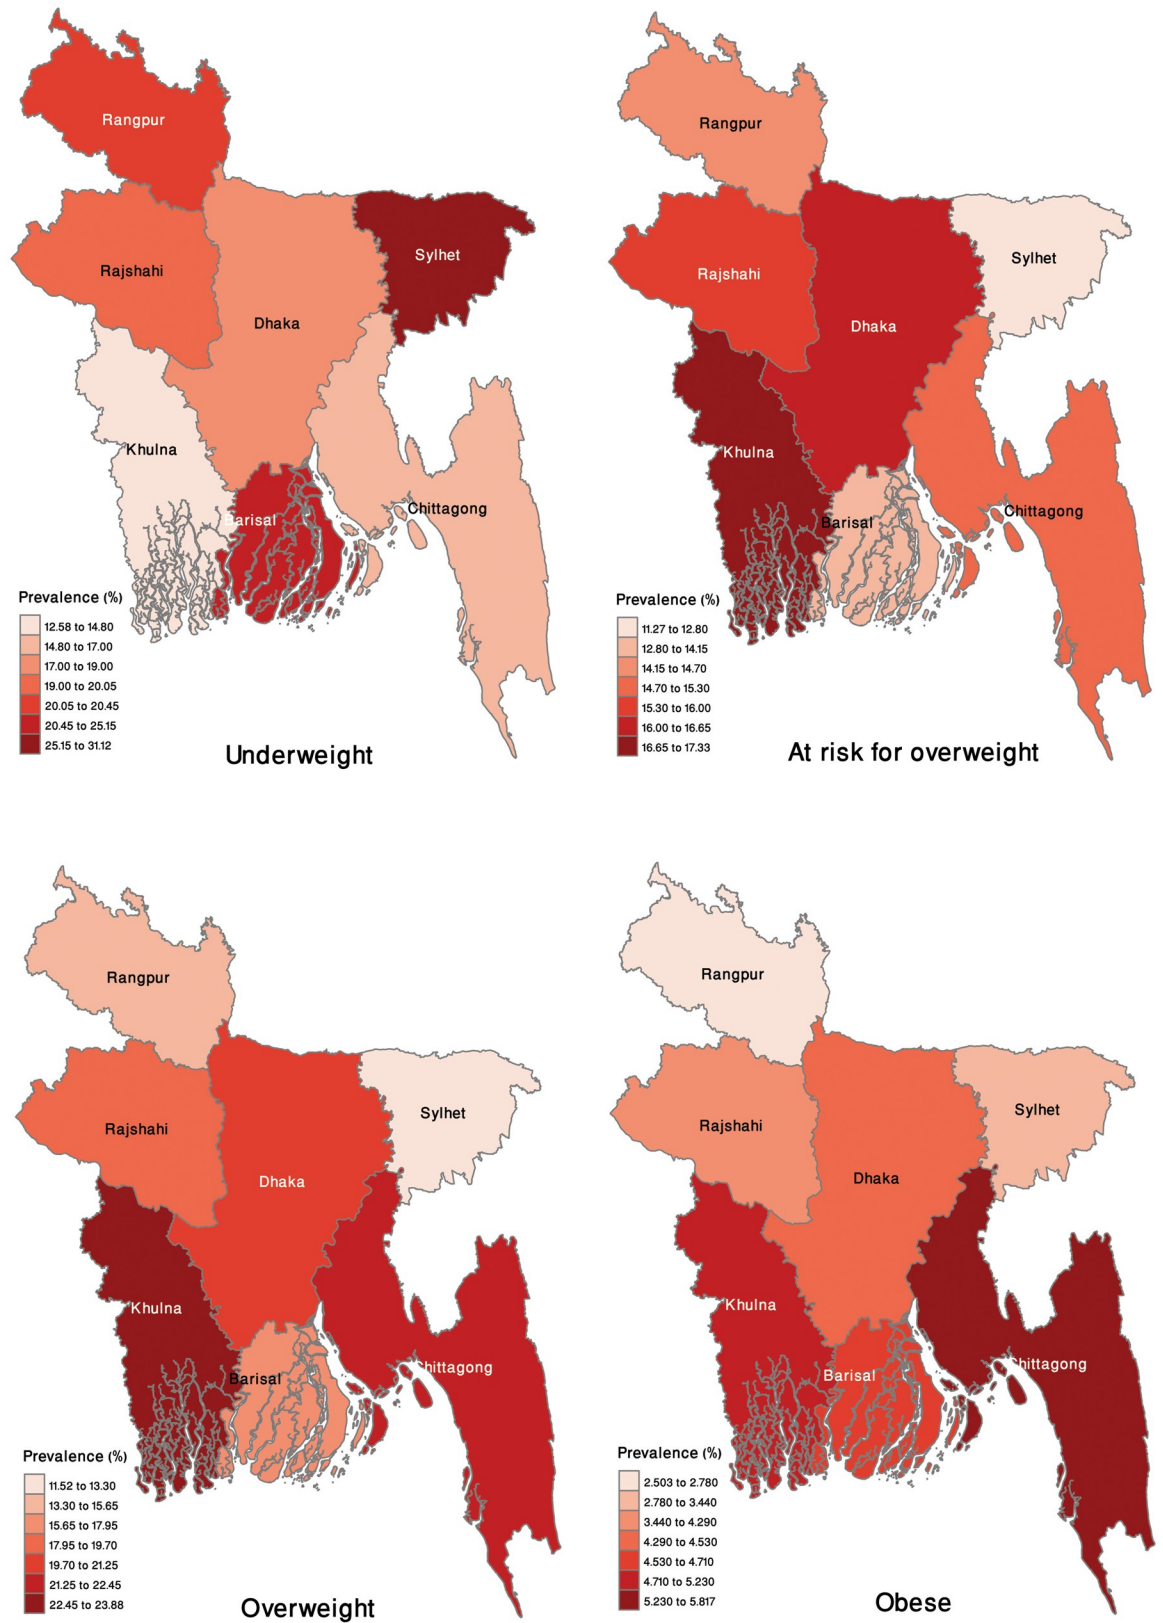 Rangpur
Rajshahi
Dhaka
Sylhet
Khulna
Barisal
Chittagong
Prevalence (%)
12.58 to 14.80
14.80 to 17.00
17.00 to 19.00
19.00 to 20.05
20.05 to 20.45
20.45 to 25.15
25.15 to 31.12
Underweight
Rangpur
Rajshahi
Dhaka
Sylhet
Khulna
Barisal
Chittagong
Prevalence (%)
11.27 to 12.80
12.80 to 14.15
14.15 to 14.70
14.70 to 15.30
15.30 to 16.00
16.00 to 16.65
16.65 to 17.33
At risk for overweight
Rangpur
Rajshahi
Dhaka
Sylhet
Khulna
Barisal
Chittagong
Prevalence (%)
11.52 to 13.30
13.30 to 15.65
15.65 to 17.95
17.95 to 19.70
19.70 to 21.25
21.25 to 22.45
22.45 to 23.88
Overweight
Rangpur
Rajshahi
Dhaka
Sylhet
Khulna
Barisal
Chittagong
Prevalence (%)
2.503 to 2.780
2.780 to 3.440
3.440 to 4.290
4.290 to 4.530
4.530 to 4.710
4.710 to 5.230
5.230 to 5.817
Obese